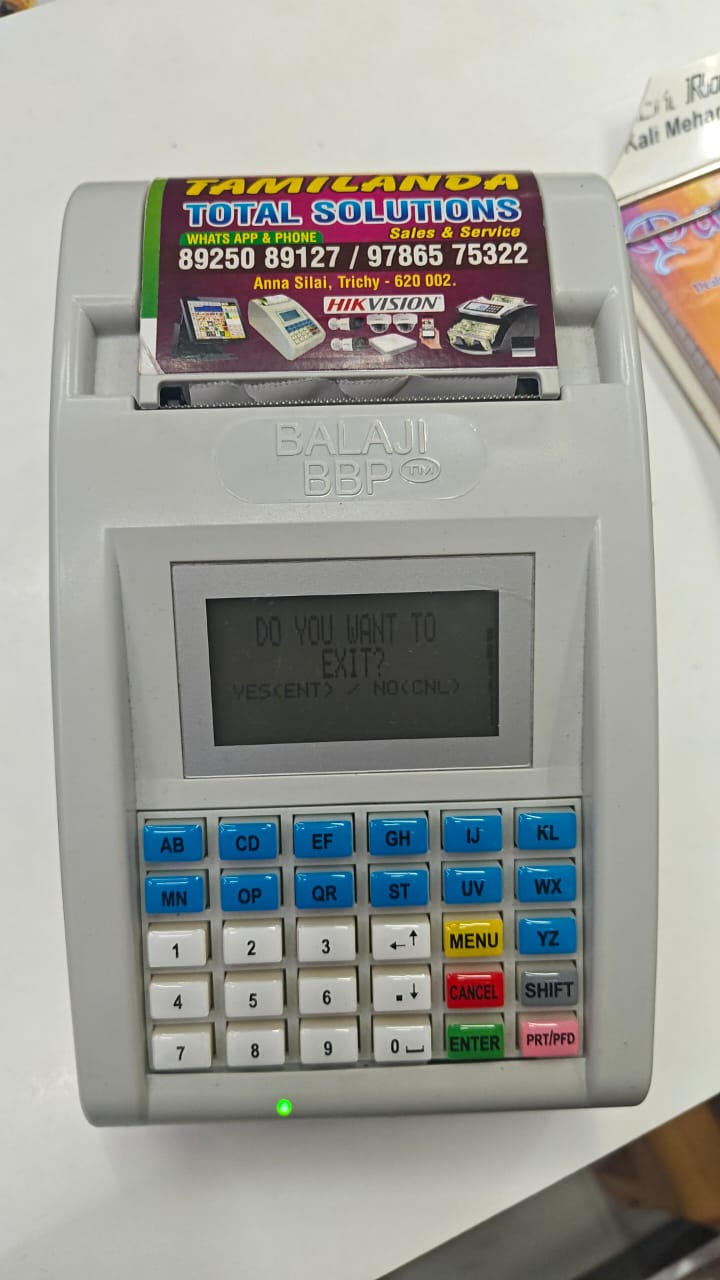 TAMILANDA
TOTAL SOLUTIONS
WHATS APP & PHONE
Sales & Service
89250 89127 / 97865 75322
Anna Silai, Trichy - 620 002.
HIKVISION
Kali
BALAJI
BBP TM
DO YOU WANT TO
EXIT?
YES(ENT) / NO(CNL)
AB CD EF GH IJ KL
MN OP QR ST UV WX
1 2 3 ←↑ MENU YZ
4 5 6 .↓ CANCEL SHIFT
7 8 9 0 ⎵ ENTER PRT/PFD